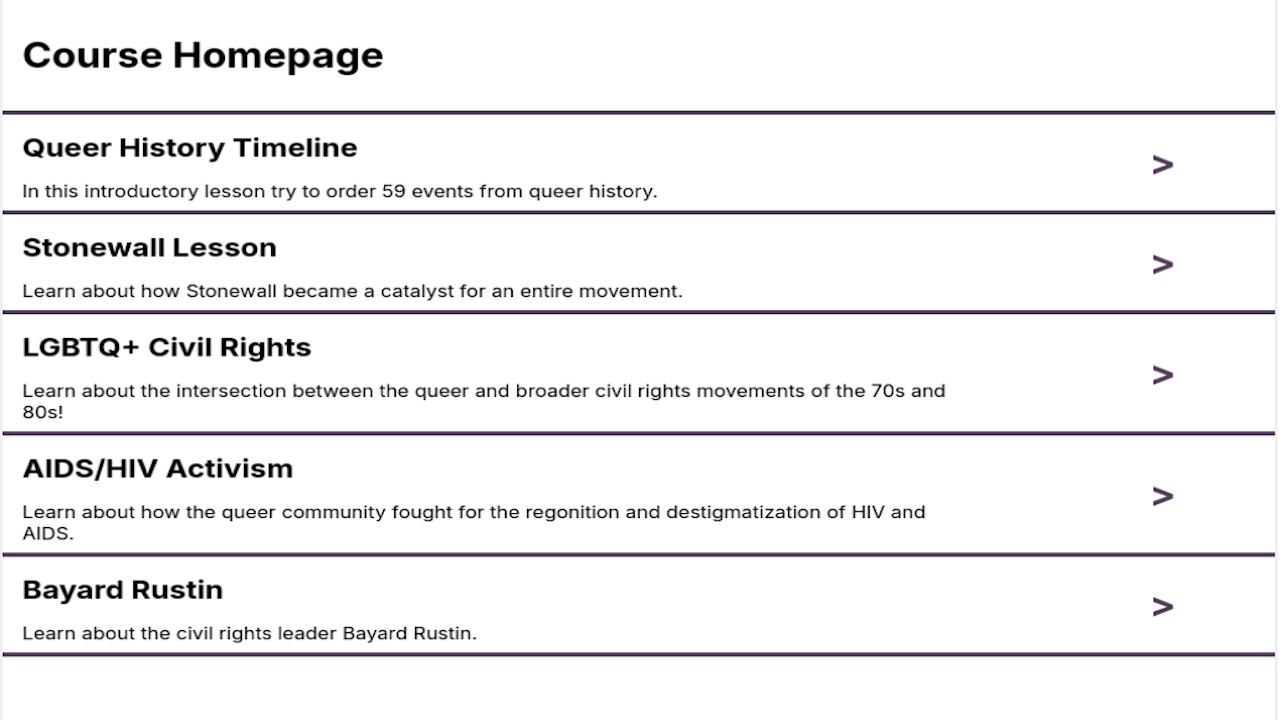 Course Homepage
Queer History Timeline
In this introductory lesson try to order 59 events from queer history.
>
Stonewall Lesson
Learn about how Stonewall became a catalyst for an entire movement.
>
LGBTQ+ Civil Rights
Learn about the intersection between the queer and broader civil rights movements of the 70s and
80s!
>
AIDS/HIV Activism
Learn about how the queer community fought for the regonition and destigmatization of HIV and
AIDS.
>
Bayard Rustin
Learn about the civil rights leader Bayard Rustin.
>